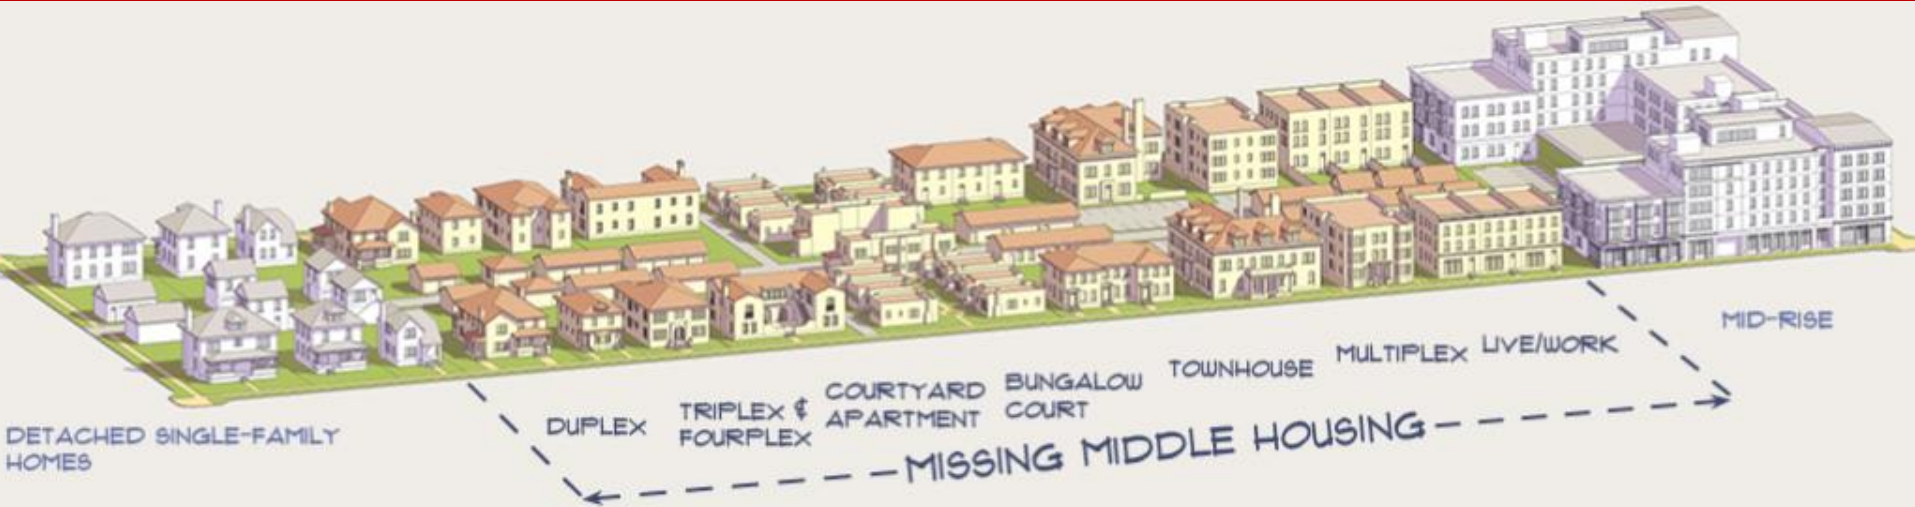 DETACHED SINGLE-FAMILY
HOMES
DUPLEX
TRIPLEX &
FOURPLEX
COURTYARD
APARTMENT
BUNGALOW
COURT
TOWNHOUSE
MULTIPLEX
LIVE/WORK
MID-RISE
MISSING MIDDLE HOUSING